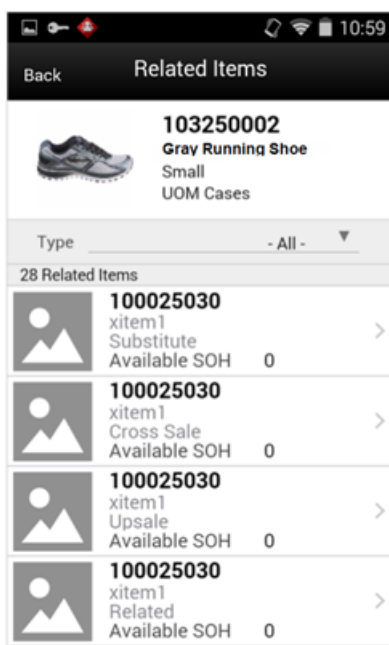 10:59
Back
Related Items
103250002
Gray Running Shoe
Small
UOM Cases
Type - All -
28 Related Items
100025030
xitem1
Substitute
Available SOH 0
100025030
xitem1
Cross Sale
Available SOH 0
100025030
xitem1
Upsale
Available SOH 0
100025030
xitem1
Related
Available SOH 0